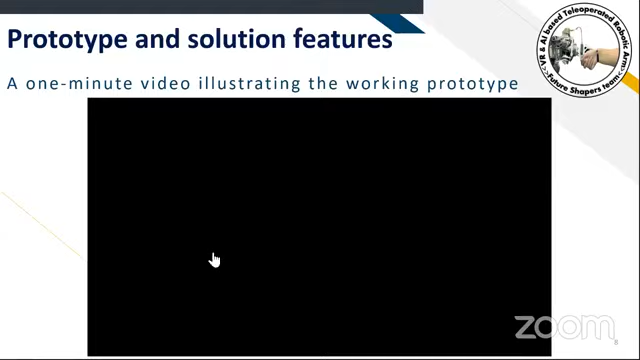 Prototype and solution features
A one-minute video illustrating the working prototype
VR & AI based Teleoperated Robotic Arm
Future Shapers team
zoom
8